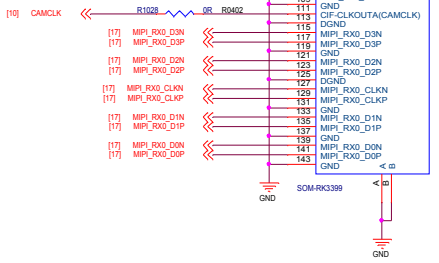 GND
[10] CAMCLK R1028 0R R0402 111 CIF-CLKOUTA(CAMCLK)
113 DGND
[17] MIPI_RX0_D3N 115 MIPI_RX0_D3N
[17] MIPI_RX0_D3P 117 MIPI_RX0_D3P
119 GND
[17] MIPI_RX0_D2N 121 MIPI_RX0_D2N
[17] MIPI_RX0_D2P 123 MIPI_RX0_D2P
125 DGND
[17] MIPI_RX0_CLKN 127 MIPI_RX0_CLKN
[17] MIPI_RX0_CLKP 129 MIPI_RX0_CLKP
131 GND
[17] MIPI_RX0_D1N 133 MIPI_RX0_D1N
[17] MIPI_RX0_D1P 135 MIPI_RX0_D1P
137 GND
[17] MIPI_RX0_D0N 139 MIPI_RX0_D0N
[17] MIPI_RX0_D0P 141 MIPI_RX0_D0P
143 GND
A B
A B
SOM-RK3399
GND
GND